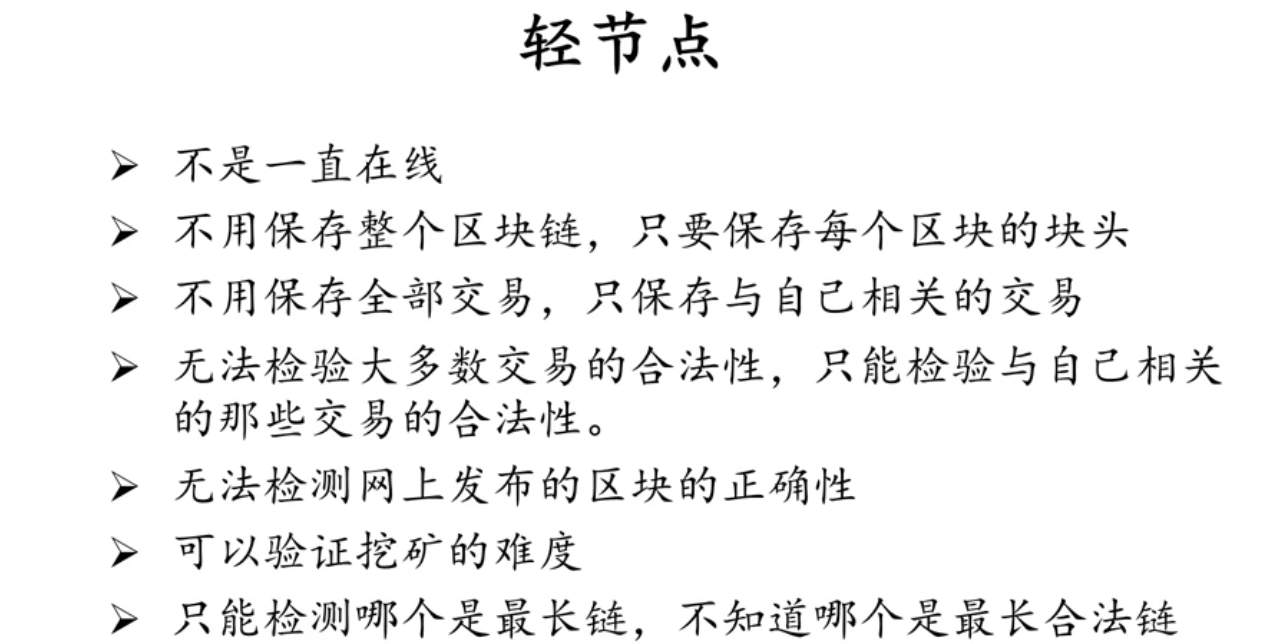 轻节点
➢ 不是一直在线
➢ 不用保存整个区块链，只要保存每个区块的块头
➢ 不用保存全部交易，只保存与自己相关的交易
➢ 无法检验大多数交易的合法性，只能检验与自己相关
的那些交易的合法性。
➢ 无法检测网上发布的区块的正确性
➢ 可以验证挖矿的难度
➢ 只能检测哪个是最长链，不知道哪个是最长合法链